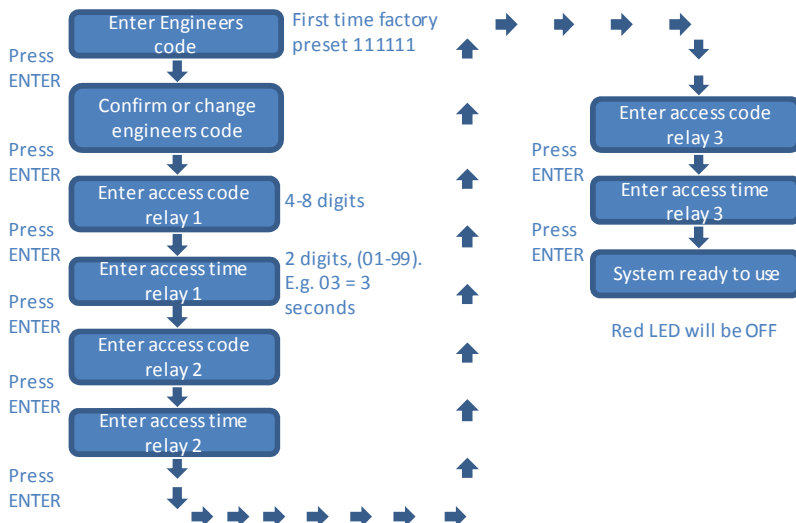 Enter Engineers
code
First time factory
preset 111111
Press
ENTER
Confirm or change
engineers code
Press
ENTER
Enter access code
relay 1
4-8 digits
Press
ENTER
Enter access time
relay 1
2 digits, (01-99).
E.g. 03 = 3
seconds
Press
ENTER
Enter access code
relay 2
Press
ENTER
Enter access time
relay 2
Press
ENTER
Enter access code
relay 3
Press
ENTER
Enter access time
relay 3
Press
ENTER
System ready to use
Red LED will be OFF